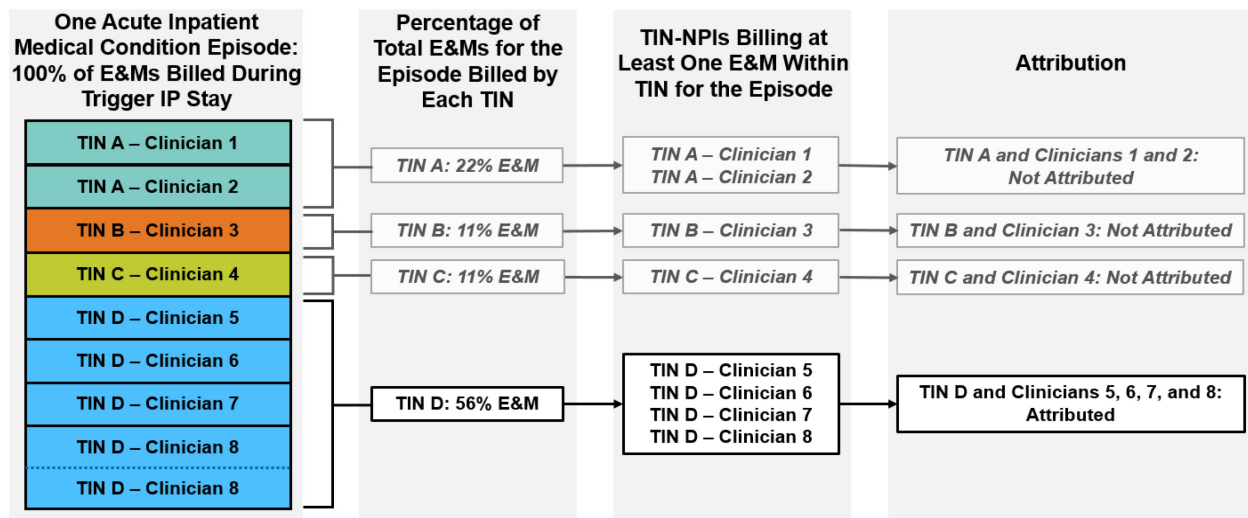 One Acute Inpatient
Medical Condition Episode:
100% of E&Ms Billed During
Trigger IP Stay
TIN A – Clinician 1
TIN A – Clinician 2
TIN B – Clinician 3
TIN C – Clinician 4
TIN D – Clinician 5
TIN D – Clinician 6
TIN D – Clinician 7
TIN D – Clinician 8
TIN D – Clinician 8
Percentage of
Total E&Ms for the
Episode Billed by
Each TIN
TIN A: 22% E&M
TIN B: 11% E&M
TIN C: 11% E&M
TIN D: 56% E&M
TIN-NPIs Billing at
Least One E&M Within
TIN for the Episode
TIN A – Clinician 1
TIN A – Clinician 2
TIN B – Clinician 3
TIN C – Clinician 4
TIN D – Clinician 5
TIN D – Clinician 6
TIN D – Clinician 7
TIN D – Clinician 8
Attribution
TIN A and Clinicians 1 and 2:
Not Attributed
TIN B and Clinician 3: Not Attributed
TIN C and Clinician 4: Not Attributed
TIN D and Clinicians 5, 6, 7, and 8:
Attributed